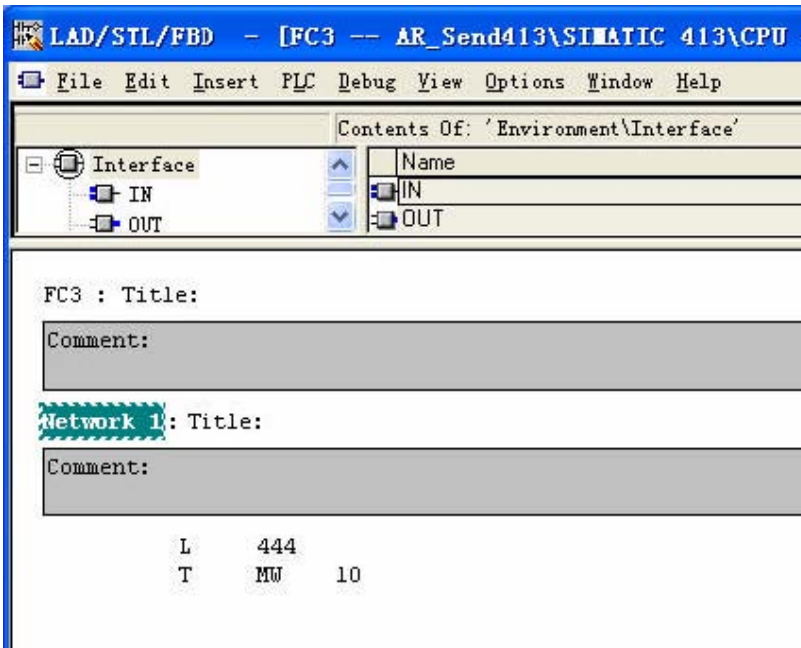 LAD/STL/FBD - [FC3 -- AR_Send413\SIMATIC 413\CPU
File Edit Insert PLC Debug View Options Window Help
Contents Of: 'Environment\Interface'
Interface
IN
OUT
Name
IN
OUT
FC3 : Title:
Comment:
Network 1: Title:
Comment:
L 444
T MW 10